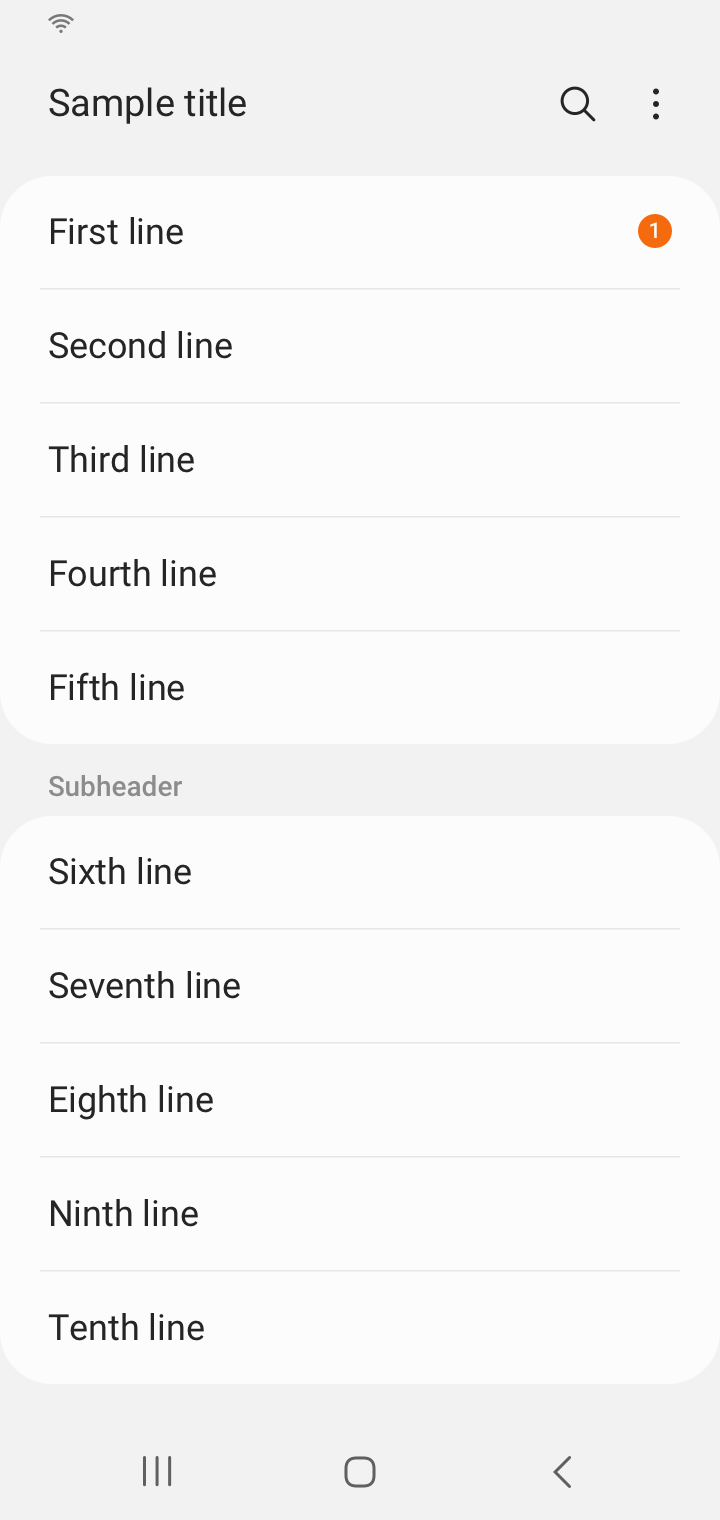 Sample title
First line
1
Second line
Third line
Fourth line
Fifth line
Subheader
Sixth line
Seventh line
Eighth line
Ninth line
Tenth line